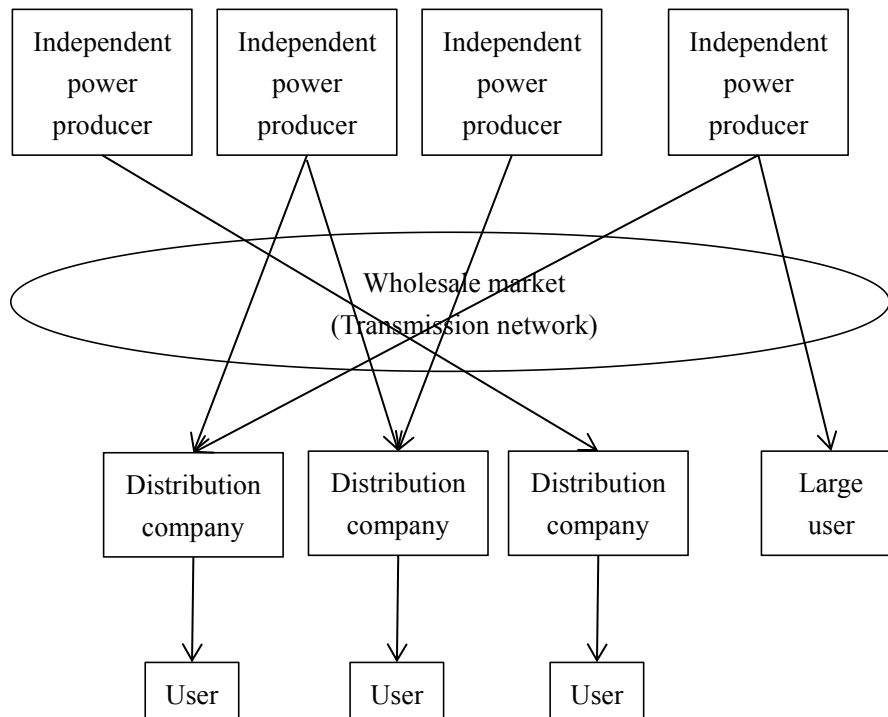 Independent
power
producer
Independent
power
producer
Independent
power
producer
Independent
power
producer
Wholesale market
(Transmission network)
Distribution
company
Distribution
company
Distribution
company
Large
user
User
User
User